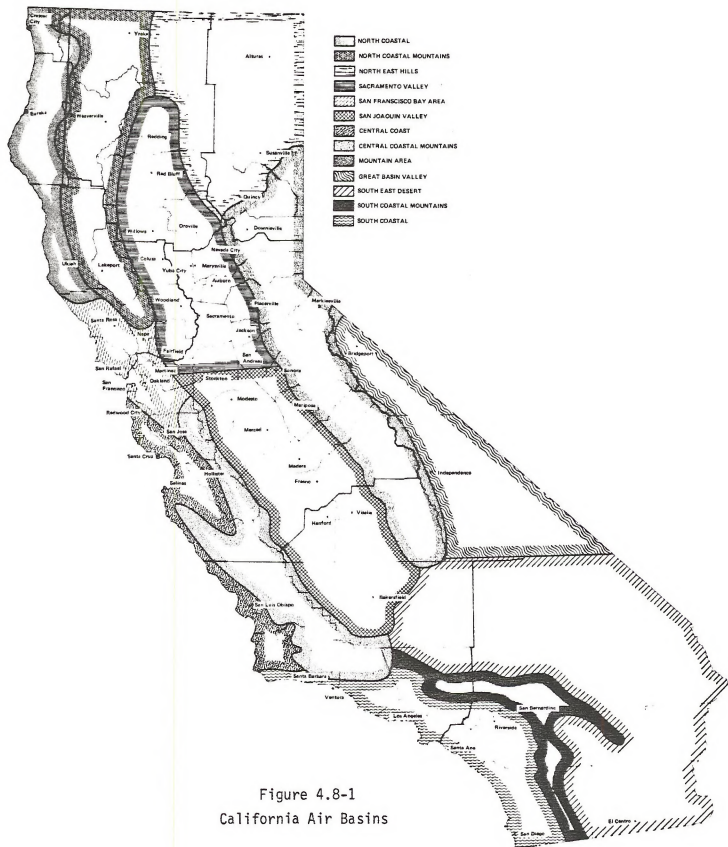 Crescent City
Yreka
Alturas
Eureka
Weaverville
Redding
Red Bluff
Susanville
Quincy
Willows
Oroville
Downieville
Nevada City
Ukiah
Lakeport
Colusa
Yuba City
Marysville
Auburn
Woodland
Placerville
Markleeville
Santa Rosa
Napa
Sacramento
Jackson
Fairfield
San Andreas
Bridgeport
San Rafael
Martinez
Oakland
Stockton
Sonora
San Francisco
Modesto
Mariposa
Redwood City
San Jose
Merced
Santa Cruz
Madera
Hollister
Fresno
Independence
Salinas
Hanford
Visalia
Bakersfield
San Luis Obispo
Santa Barbara
Ventura
Los Angeles
San Bernardino
Riverside
Santa Ana
El Centro
San Diego
NORTH COASTAL
NORTH COASTAL MOUNTAINS
NORTH EAST HILLS
SACRAMENTO VALLEY
SAN FRANSCISCO BAY AREA
SAN JOAQUIN VALLEY
CENTRAL COAST
CENTRAL COASTAL MOUNTAINS
MOUNTAIN AREA
GREAT BASIN VALLEY
SOUTH EAST DESERT
SOUTH COASTAL MOUNTAINS
SOUTH COASTAL
Figure 4.8-1
California Air Basins